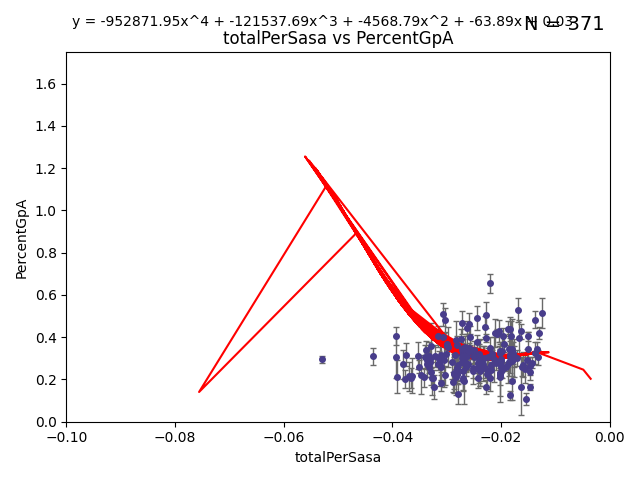 y = -952871.95x^4 + -121537.69x^3 + -4568.79x^2 + -63.89x + 0.03
N = 371
totalPerSasa vs PercentGpA
PercentGpA
1.6
1.4
1.2
1.0
0.8
0.6
0.4
0.2
0.0
−0.10 −0.08 −0.06 −0.04 −0.02 0.00
totalPerSasa